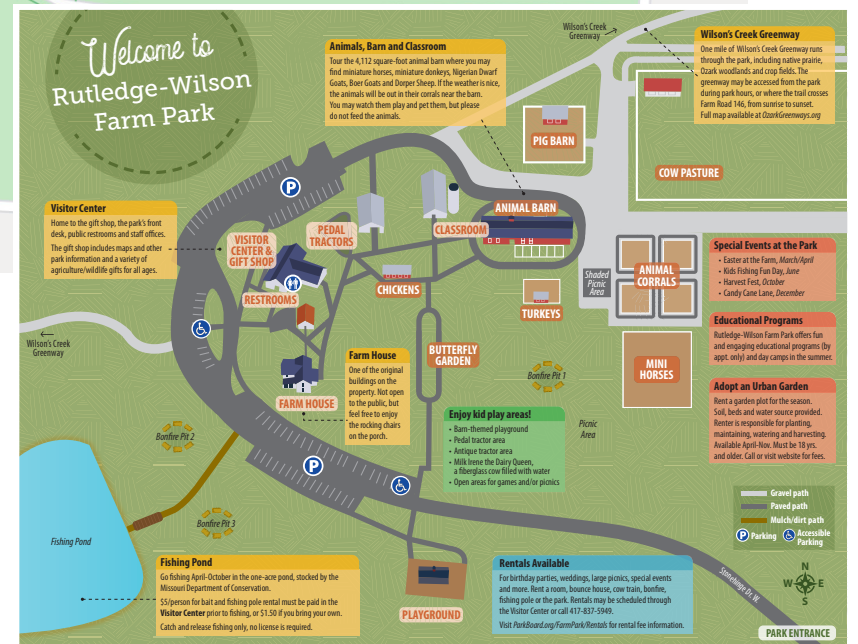 Welcome to
Rutledge-Wilson
Farm Park
Wilson's Creek
Greenway
Animals, Barn and Classroom
Tour the 4,112 square-foot animal barn where you may
find miniature horses, miniature donkeys, Nigerian Dwarf
Goats, Boer Goats and Dorper Sheep. If the weather is nice,
the animals will be out in their corrals near the barn.
You may watch them play and pet them, but please
do not feed the animals.
Wilson's Creek Greenway
One mile of Wilson's Creek Greenway runs
through the park, including native prairie,
Ozark woodlands and crop fields. The
greenway may be accessed from the park
during park hours, or where the trail crosses
Farm Road 146, from sunrise to sunset.
Full map available at OzarkGreenways.org
PIG BARN
COW PASTURE
P
Visitor Center
Home to the gift shop, the park's front
desk, public restrooms and staff offices.
The gift shop includes maps and other
park information and a variety of
agriculture/wildlife gifts for all ages.
VISITOR
CENTER &
GIFT SHOP
PEDAL
TRACTORS
CLASSROOM
ANIMAL BARN
RESTROOMS
CHICKENS
Shaded
Picnic
Area
ANIMAL
CORRALS
TURKEYS
Special Events at the Park
• Easter at the Farm, March/April
• Kids Fishing Fun Day, June
• Harvest Fest, October
• Candy Cane Lane, December
Wilson's Creek
Greenway
Educational Programs
Rutledge-Wilson Farm Park offers fun
and engaging educational programs (by
appt. only) and day camps in the summer.
Farm House
One of the original
buildings on the
property. Not open
to the public, but
feel free to enjoy
the rocking chairs
on the porch.
BUTTERFLY
GARDEN
MINI
HORSES
Bonfire Pit 1
FARM HOUSE
Adopt an Urban Garden
Rent a garden plot for the season.
Soil, beds and water source provided.
Renter is responsible for planting,
maintaining, watering and harvesting.
Available April-Nov. Must be 18 yrs.
and older. Call or visit website for fees.
Enjoy kid play areas!
• Barn-themed playground
• Pedal tractor area
• Antique tractor area
• Milk Irene the Dairy Queen,
a fiberglass cow filled with water
• Open areas for games and/or picnics
Picnic
Area
Bonfire Pit 2
P
Bonfire Pit 3
Fishing Pond
Gravel path
Paved path
Mulch/dirt path
P Parking
Accessible
Parking
Fishing Pond
Go fishing April-October in the one-acre pond, stocked by the
Missouri Department of Conservation.
$5/person for bait and fishing pole rental must be paid in the
Visitor Center prior to fishing, or $1.50 if you bring your own.
Catch and release fishing only, no license is required.
PLAYGROUND
Rentals Available
For birthday parties, weddings, large picnics, special events
and more. Rent a room, bounce house, cow train, bonfire,
fishing pole or the park. Rentals may be scheduled through
the Visitor Center or call 417-837-5949.
Visit ParkBoard.org/FarmPark/Rentals for rental fee information.
Stonehinge Dr. W.
N
W E
S
PARK ENTRANCE